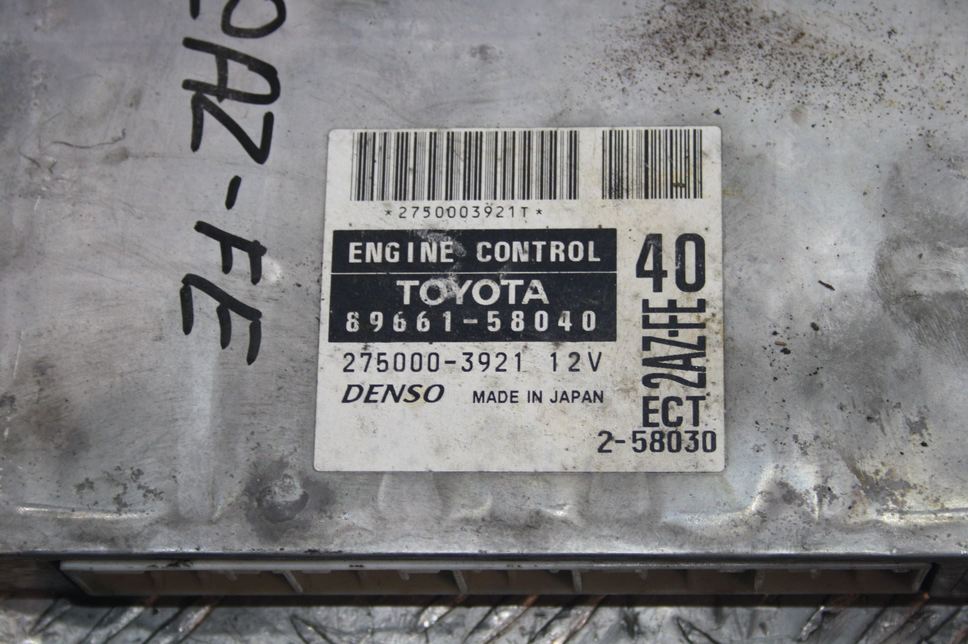 2AZ-FE
*2750003921T*
ENGINE CONTROL
TOYOTA
89661-58040
275000-3921 12V
DENSO MADE IN JAPAN
40
2AZ-FE
ECT
2-58030